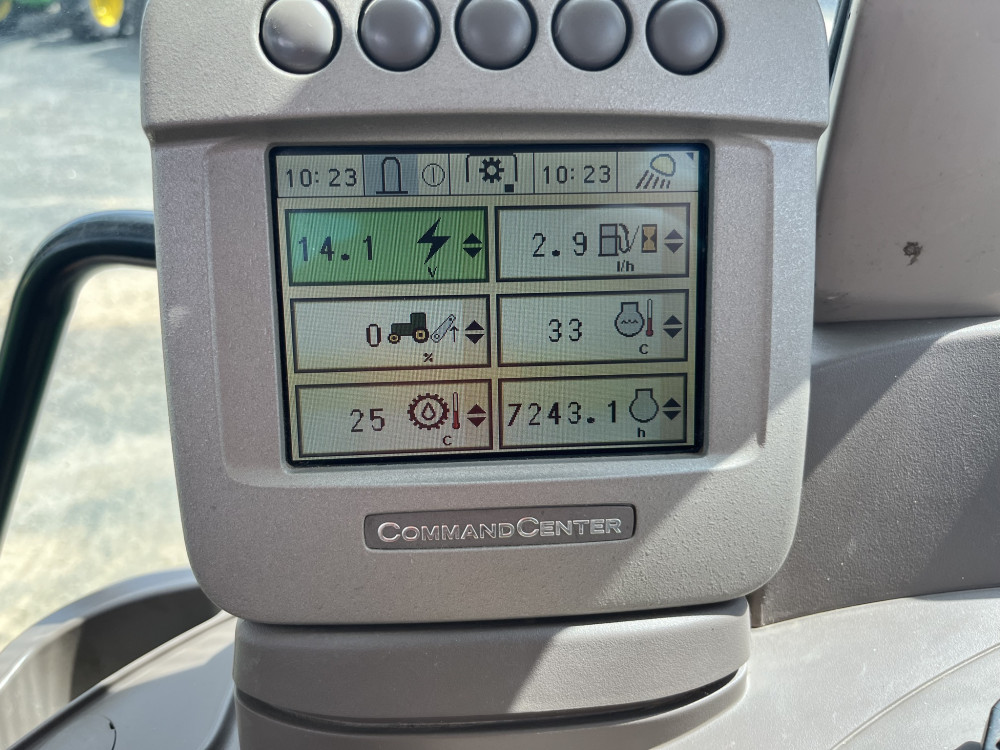 10:23 10:23
14.1 V
2.9 l/h
0 %
33 C
25 C
7243.1 h
COMMANDCENTER